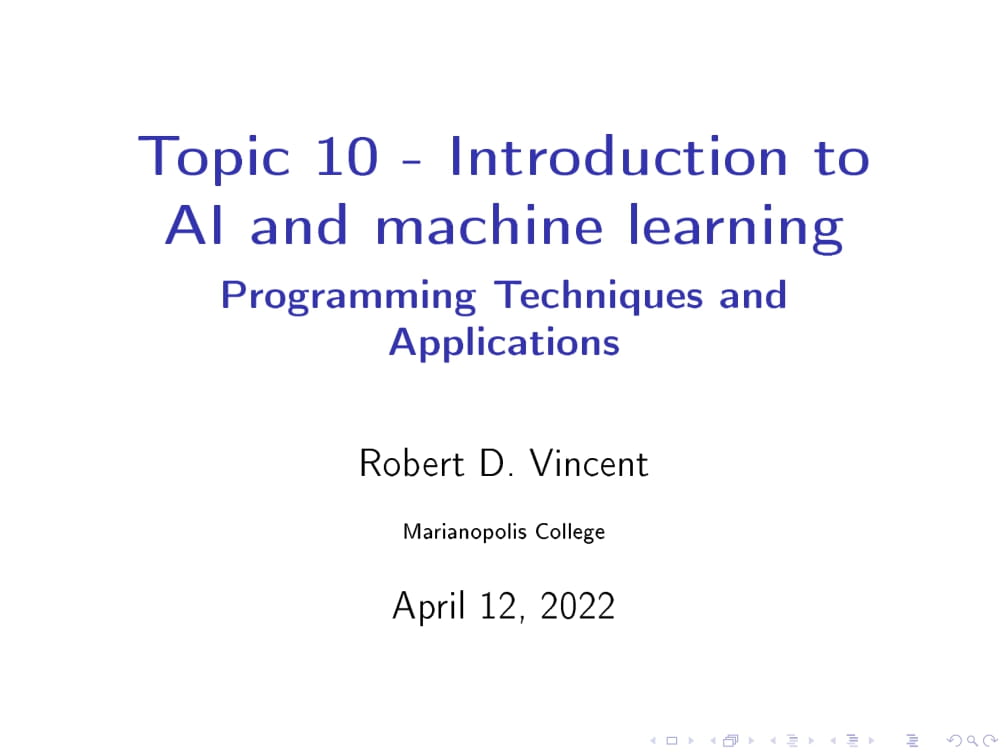 Topic 10 - Introduction to
AI and machine learning
Programming Techniques and
Applications
Robert D. Vincent
Marianopolis College
April 12, 2022